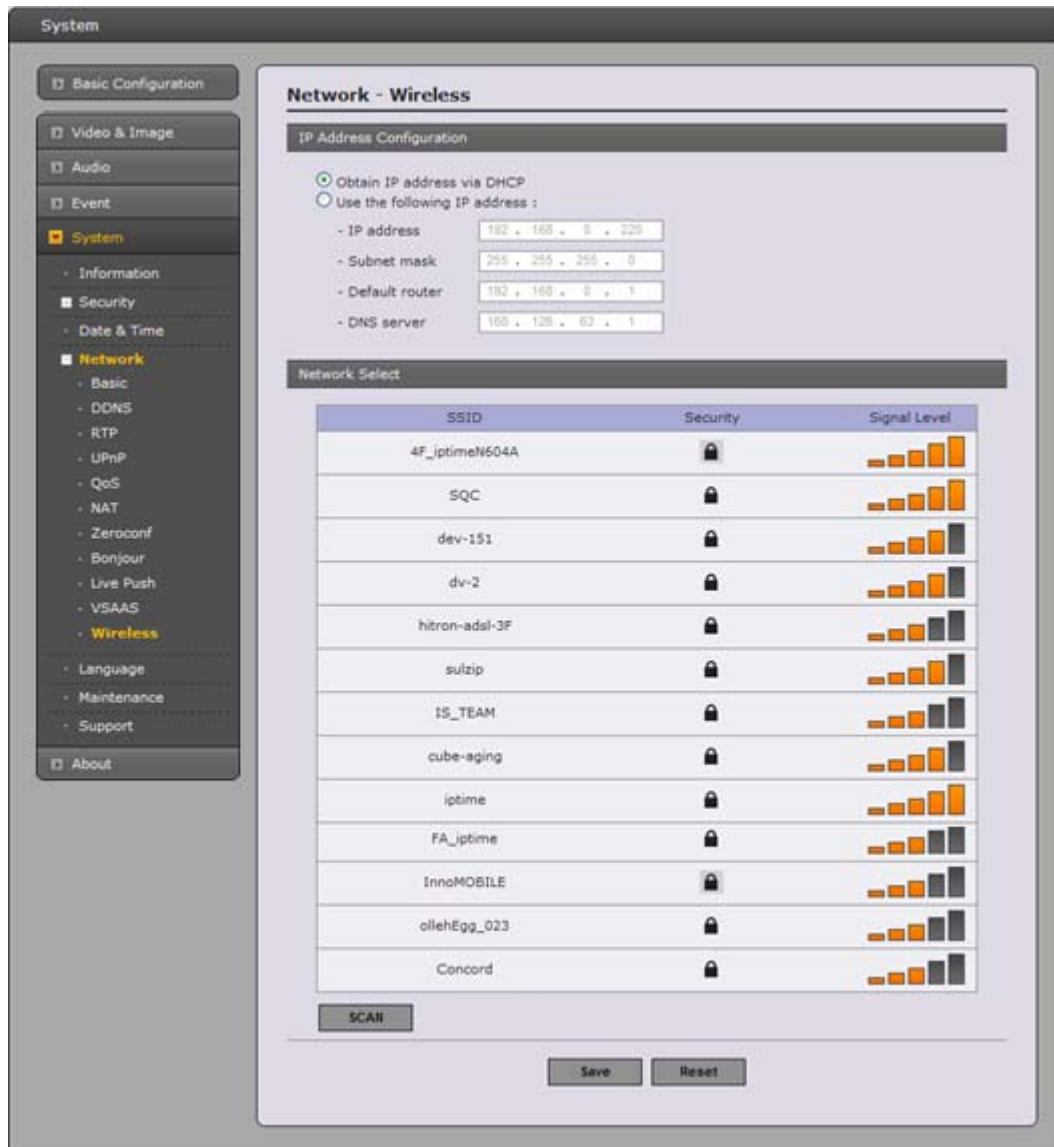 System
Basic Configuration
Video & Image
Audio
Event
System
Information
Security
Date & Time
Network
Basic
DDNS
RTP
UPnP
QoS
NAT
Zeroconf
Bonjour
Live Push
VSAAS
Wireless
Language
Maintenance
Support
About
Network - Wireless
IP Address Configuration
Obtain IP address via DHCP
Use the following IP address :
- IP address 192 . 168 . 0 . 220
- Subnet mask 255 . 255 . 255 . 0
- Default router 192 . 168 . 0 . 1
- DNS server 168 . 126 . 63 . 1
Network Select
SSID Security Signal Level
4F_iptimeN604A
SQC
dev-151
dv-2
hitron-adsl-3F
sulzip
IS_TEAM
cube-aging
iptime
FA_iptime
InnoMOBILE
ollehEgg_023
Concord
SCAN
Save Reset